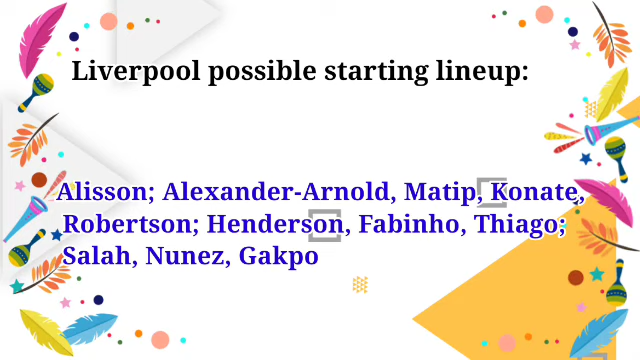 Liverpool possible starting lineup:
Alisson; Alexander-Arnold, Matip, Konate,
Robertson; Henderson, Fabinho, Thiago;
Salah, Nunez, Gakpo